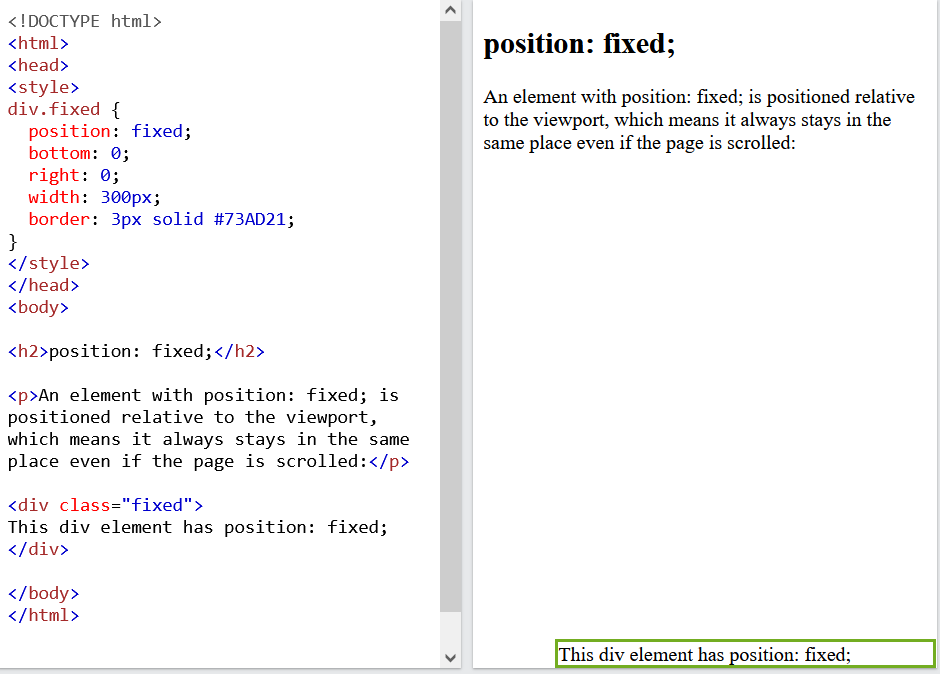 <!DOCTYPE html>
<html>
<head>
<style>
div.fixed {
  position: fixed;
  bottom: 0;
  right: 0;
  width: 300px;
  border: 3px solid #73AD21;
}
</style>
</head>
<body>

<h2>position: fixed;</h2>

<p>An element with position: fixed; is
positioned relative to the viewport,
which means it always stays in the same
place even if the page is scrolled:</p>

<div class="fixed">
This div element has position: fixed;
</div>

</body>
</html>

position: fixed;
An element with position: fixed; is positioned relative
to the viewport, which means it always stays in the
same place even if the page is scrolled:
This div element has position: fixed;